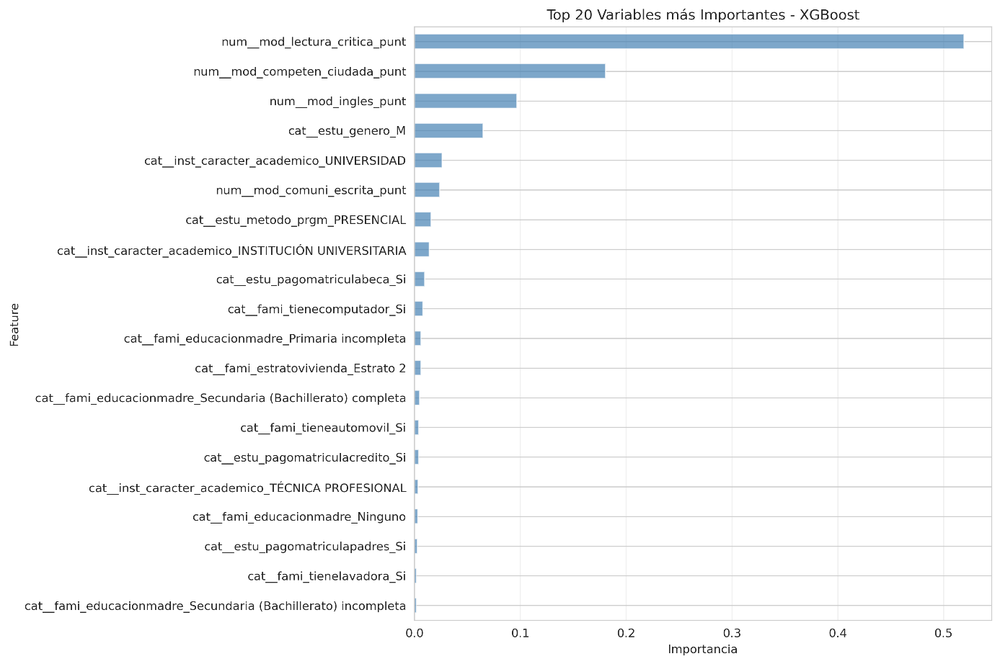 Top 20 Variables más Importantes - XGBoost
num__mod_lectura_critica_punt
num__mod_competen_ciudada_punt
num__mod_ingles_punt
cat__estu_genero_M
cat__inst_caracter_academico_UNIVERSIDAD
num__mod_comuni_escrita_punt
cat__estu_metodo_prgm_PRESENCIAL
cat__inst_caracter_academico_INSTITUCIÓN UNIVERSITARIA
cat__estu_pagomatriculabeca_Si
cat__fami_tienecomputador_Si
cat__fami_educacionmadre_Primaria incompleta
cat__fami_estratovivienda_Estrato 2
cat__fami_educacionmadre_Secundaria (Bachillerato) completa
cat__fami_tieneautomovil_Si
cat__estu_pagomatriculacredito_Si
cat__inst_caracter_academico_TÉCNICA PROFESIONAL
cat__fami_educacionmadre_Ninguno
cat__estu_pagomatriculapadres_Si
cat__fami_tienelavadora_Si
cat__fami_educacionmadre_Secundaria (Bachillerato) incompleta
Feature
0.0 0.1 0.2 0.3 0.4 0.5
Importancia